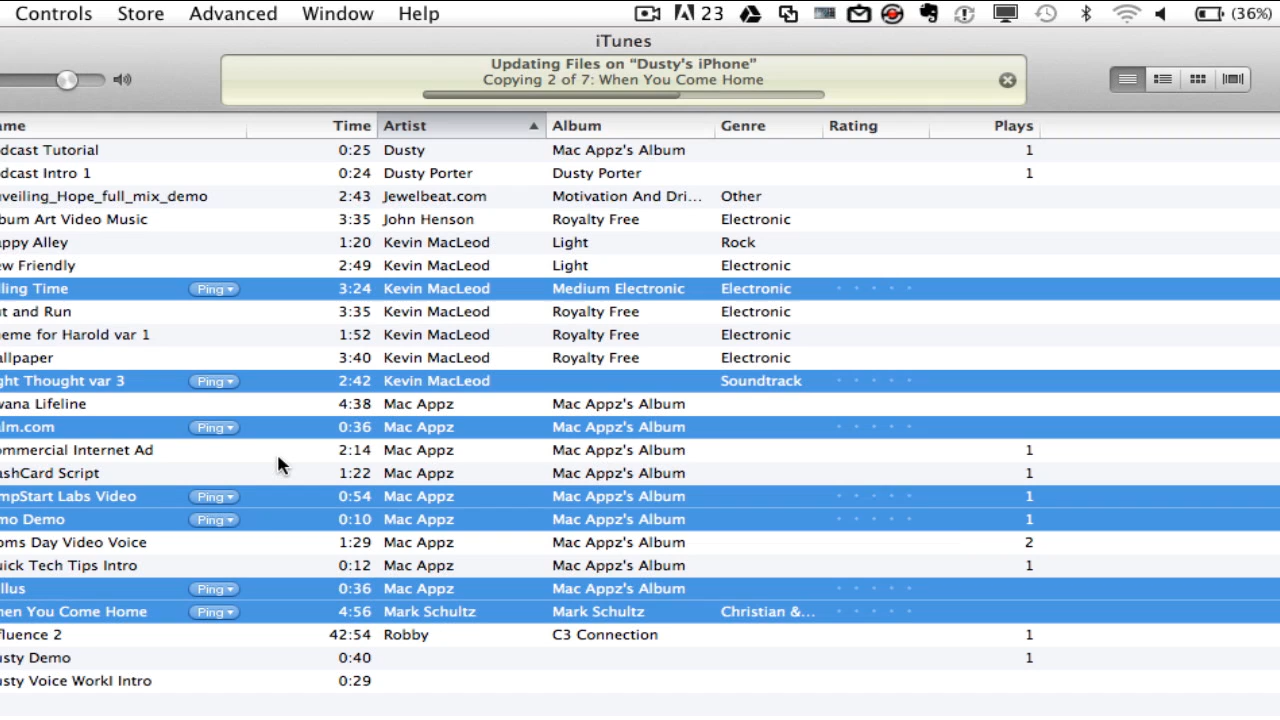 Controls Store Advanced Window Help 23 (36%)
iTunes
Updating Files on “Dusty's iPhone”
Copying 2 of 7: When You Come Home
ame Time Artist Album Genre Rating Plays
dcast Tutorial 0:25 Dusty Mac Appz's Album 1
dcast Intro 1 0:24 Dusty Porter Dusty Porter 1
veiling_Hope_full_mix_demo 2:43 Jewelbeat.com Motivation And Dri... Other
bum Art Video Music 3:35 John Henson Royalty Free Electronic
appy Alley 1:20 Kevin MacLeod Light Rock
ew Friendly 2:49 Kevin MacLeod Light Electronic
lling Time Ping 3:24 Kevin MacLeod Medium Electronic Electronic
t and Run 3:35 Kevin MacLeod Royalty Free Electronic
eme for Harold var 1 1:52 Kevin MacLeod Royalty Free Electronic
allpaper 3:40 Kevin MacLeod Royalty Free Electronic
ght Thought var 3 Ping 2:42 Kevin MacLeod Soundtrack
wana Lifeline 4:38 Mac Appz Mac Appz's Album
alm.com Ping 0:36 Mac Appz Mac Appz's Album
ommercial Internet Ad 2:14 Mac Appz Mac Appz's Album 1
ashCard Script 1:22 Mac Appz Mac Appz's Album 1
mpStart Labs Video Ping 0:54 Mac Appz Mac Appz's Album 1
mo Demo Ping 0:10 Mac Appz Mac Appz's Album 1
oms Day Video Voice 1:29 Mac Appz Mac Appz's Album 2
uick Tech Tips Intro 0:12 Mac Appz Mac Appz's Album 1
llus Ping 0:36 Mac Appz Mac Appz's Album
hen You Come Home Ping 4:56 Mark Schultz Mark Schultz Christian &...
fluence 2 42:54 Robby C3 Connection 1
usty Demo 0:40 1
usty Voice Workl Intro 0:29